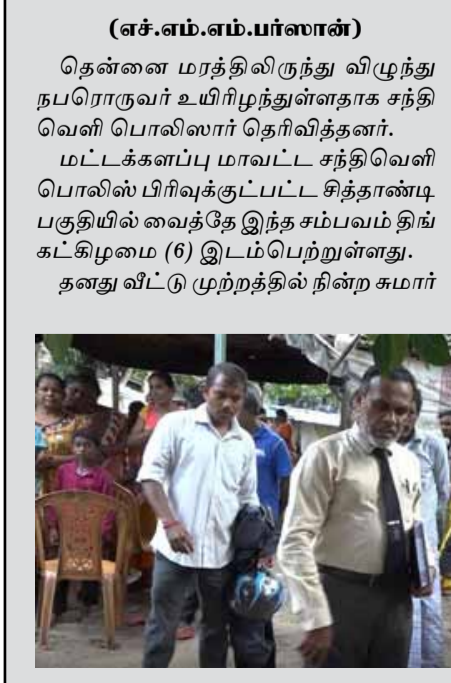 (எச்.எம்.எம்.பர்ஸான்)
தென்னை மரத்திலிருந்து விழுந்து
நபரொருவர் உயிரிழந்துள்ளதாக சந்தி
வெளி பொலிஸார் தெரிவித்தனர்.
மட்டக்களப்பு மாவட்ட சந்திவெளி
பொலிஸ் பிரிவுக்குட்பட்ட சித்தாண்டி
பகுதியில் வைத்தே இந்த சம்பவம் திங்
கட்கிழமை (6) இடம்பெற்றுள்ளது.
தனது வீட்டு முற்றத்தில் நின்ற சுமார்